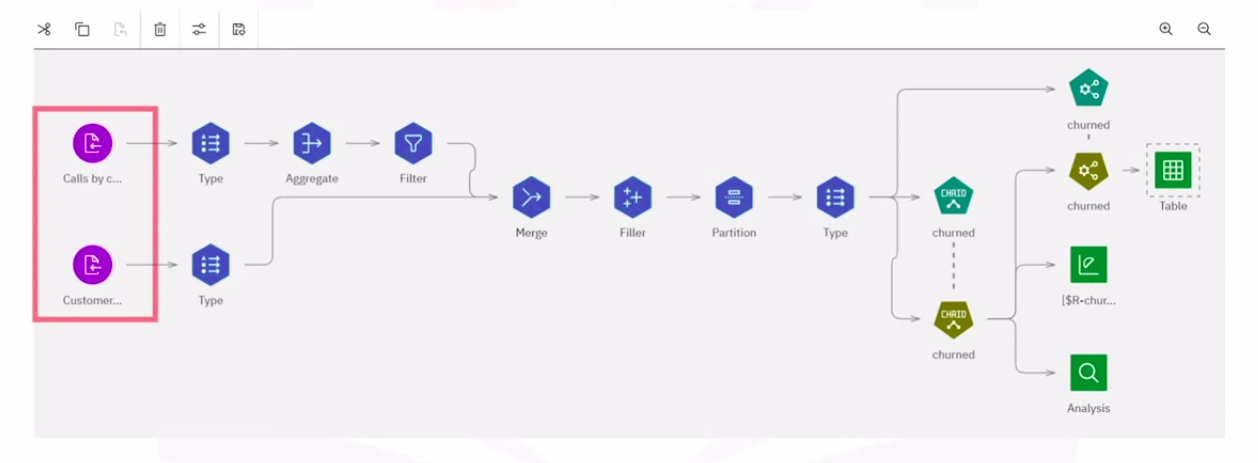 churned
Calls by c...
Type
Aggregate
Filter
CHAID
churned
Table
Merge
Filler
Partition
Type
churned
Customer...
Type
[$R-chur...
CHAID
churned
Analysis